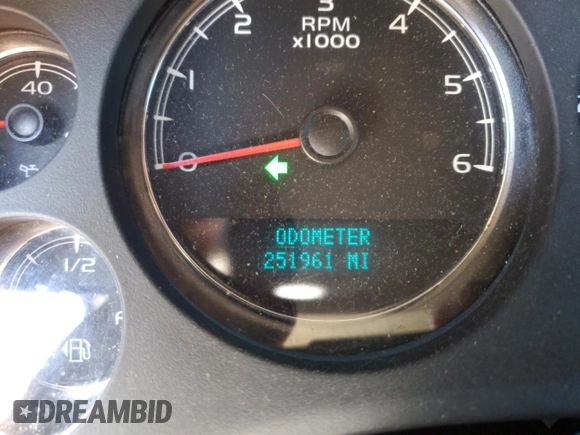 2 3 4
RPM
x1000
1 5
40
0 6
ODOMETER
251961 MI
1/2
F
DREAMBID